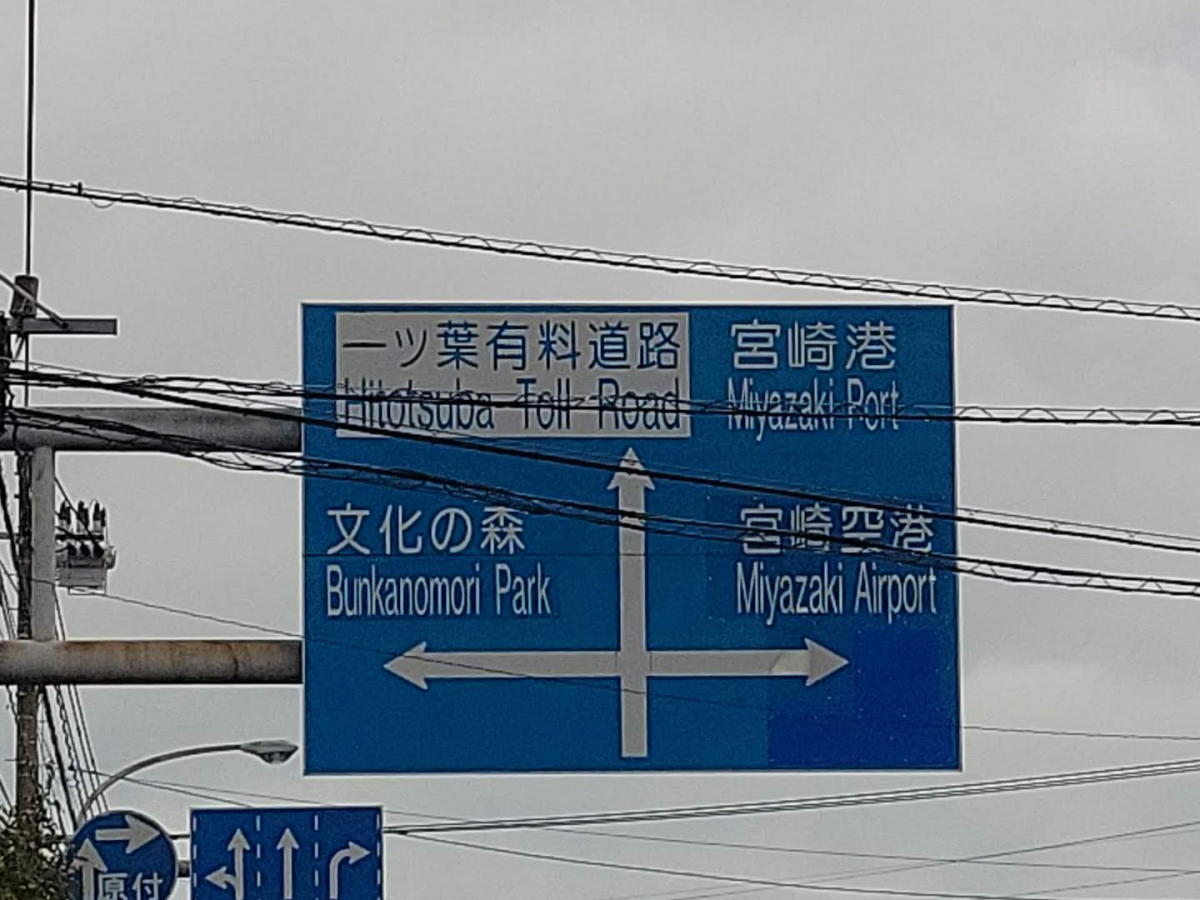 一ッ葉有料道路
Hitotsuba Toll Road
宮崎港
Miyazaki Port
文化の森
Bunkanomori Park
宮崎空港
Miyazaki Airport
原付